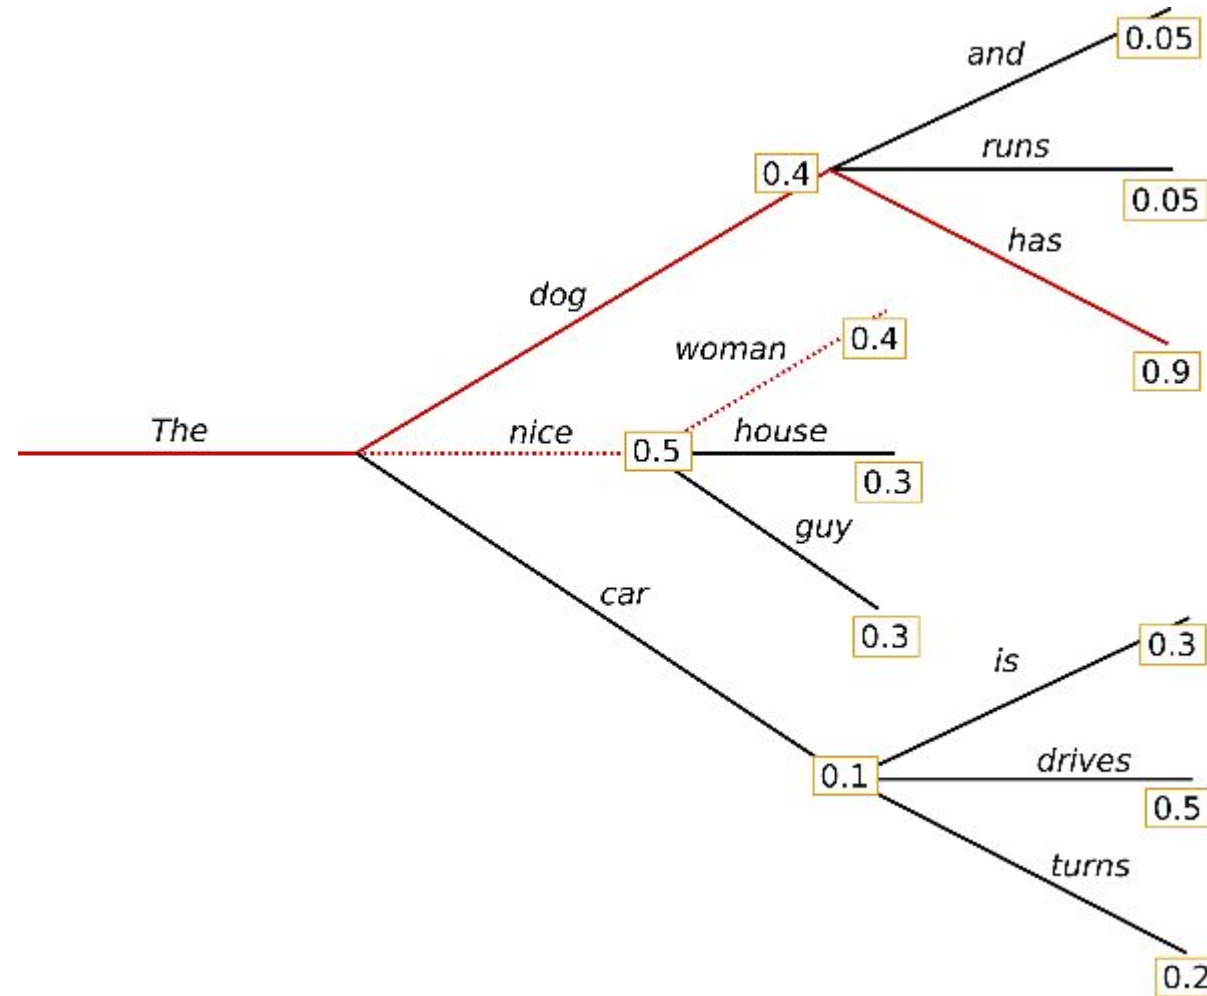 0.05
and
runs
0.4
0.05
has
dog
woman
0.4
0.9
The
nice
0.5
house
0.3
guy
car
0.3
is
0.3
drives
0.1
0.5
turns
0.2